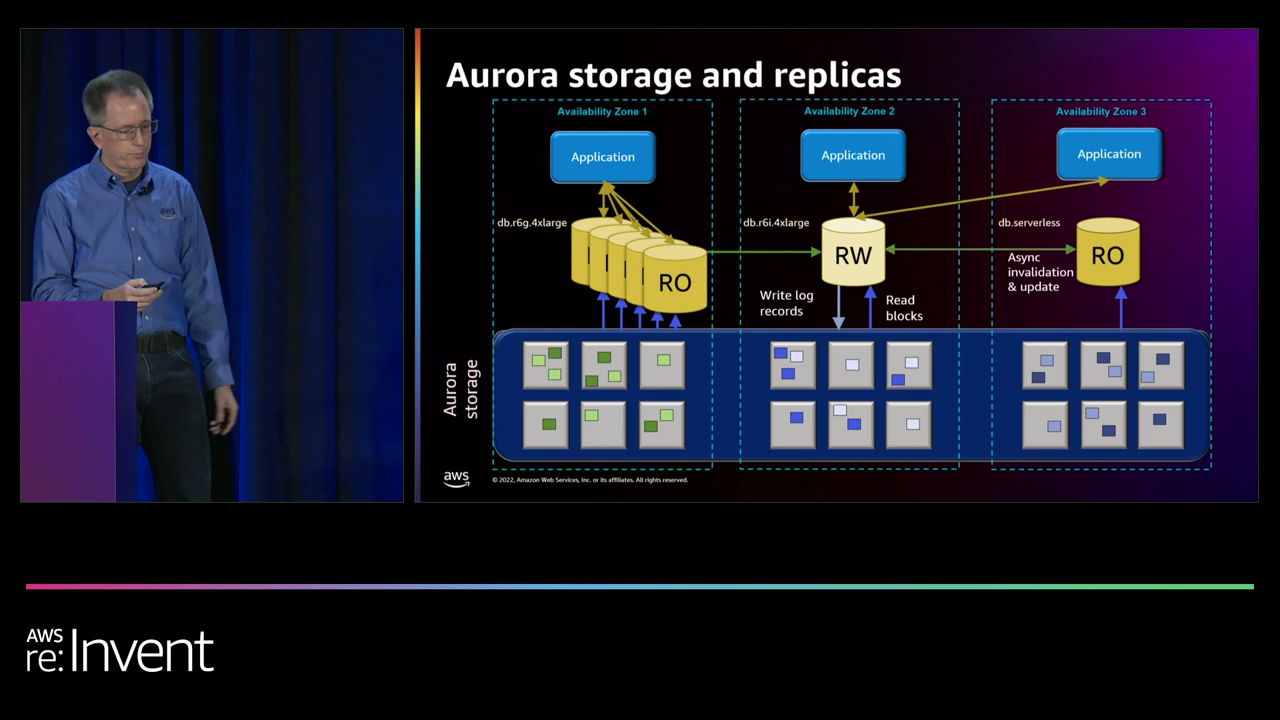 Aurora storage and replicas
Availability Zone 1
Availability Zone 2
Availability Zone 3
Application
Application
Application
db.r6g.4xlarge
db.r6i.4xlarge
db.serverless
RO
RW
RO
Async
invalidation
& update
Write log
records
Read
blocks
Aurora
storage
aws
© 2022, Amazon Web Services, Inc. or its affiliates. All rights reserved.
aws
AWS
re:Invent